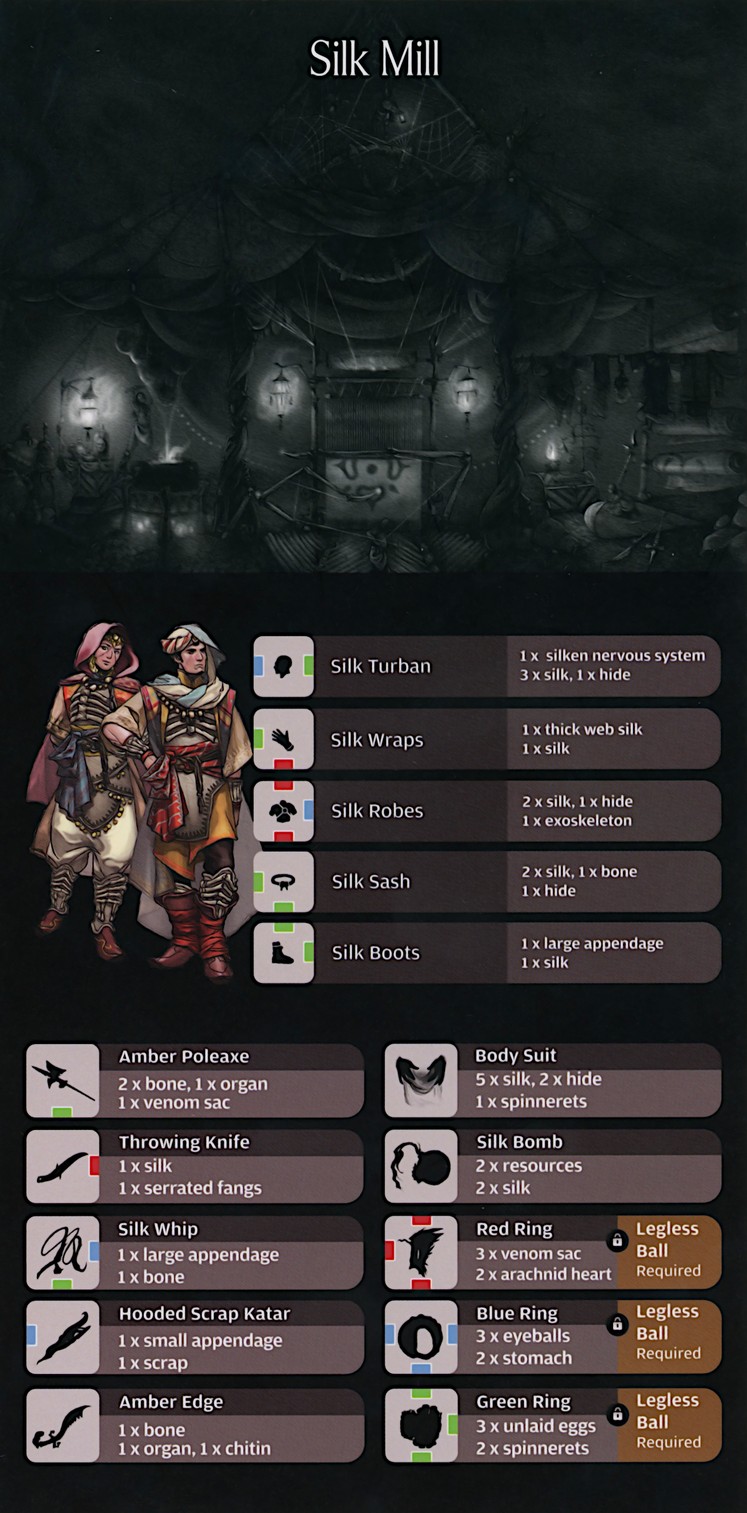 Silk Mill
Silk Turban
1 x silken nervous system
3 x silk, 1 x hide
Silk Wraps
1 x thick web silk
1 x silk
Silk Robes
2 x silk, 1 x hide
1 x exoskeleton
Silk Sash
2 x silk, 1 x bone
1 x hide
Silk Boots
1 x large appendage
1 x silk
Amber Poleaxe
2 x bone, 1 x organ
1 x venom sac
Throwing Knife
1 x silk
1 x serrated fangs
Silk Whip
1 x large appendage
1 x bone
Hooded Scrap Katar
1 x small appendage
1 x scrap
Amber Edge
1 x bone
1 x organ, 1 x chitin
Body Suit
5 x silk, 2 x hide
1 x spinnerets
Silk Bomb
2 x resources
2 x silk
Red Ring
3 x venom sac
2 x arachnid heart
Legless
Ball
Required
Blue Ring
3 x eyeballs
2 x stomach
Legless
Ball
Required
Green Ring
3 x unlaid eggs
2 x spinnerets
Legless
Ball
Required